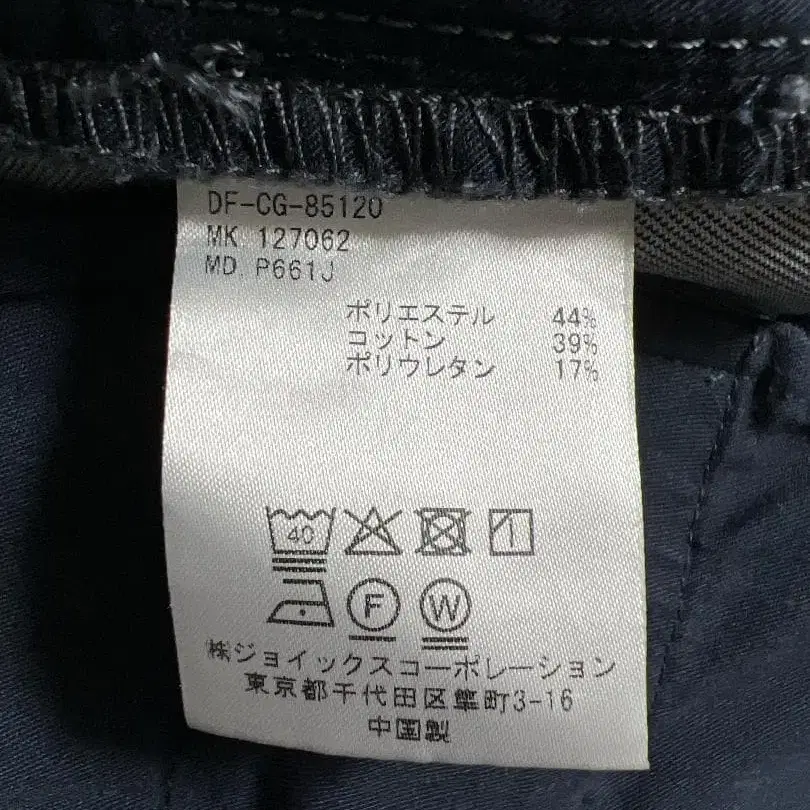 DF-CG-85120
MK. 127062
MD. P661J
ポリエステル 44%
コットン 39%
ポリウレタン 17%
40
F W
㈱ジョイックスコーポレーション
東京都千代田区隼町3-16
中国製